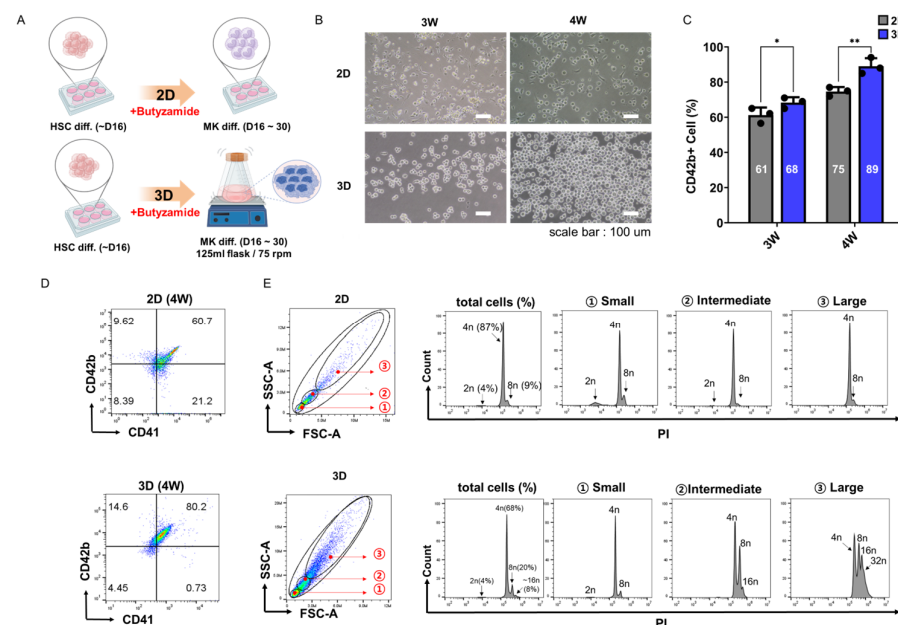 A
2D
+Butyzamide
HSC diff. (~D16)
MK diff. (D16 ~ 30)
3D
+Butyzamide
HSC diff. (~D16)
MK diff. (D16 ~ 30)
125ml flask / 75 rpm
B
3W
4W
2D
3D
scale bar : 100 um
C
CD42b+ Cell (%)
100
80
60
40
20
0
*
**
61
68
75
89
3W
4W
D
2D (4W)
9.62
60.7
8.39
21.2
CD42b
CD41
3D (4W)
14.6
80.2
4.45
0.73
CD42b
CD41
E
2D
SSC-A
FSC-A
③
②
①
total cells (%)
4n (87%)
2n (4%)
8n (9%)
① Small
4n
2n
8n
② Intermediate
4n
2n
8n
③ Large
4n
8n
Count
PI
3D
SSC-A
FSC-A
③
②
①
total cells (%)
4n(68%)
8n(20%)
2n(4%)
~16n
(8%)
① Small
4n
2n
8n
②Intermediate
4n
8n
16n
③ Large
4n
8n
16n
32n
Count
PI